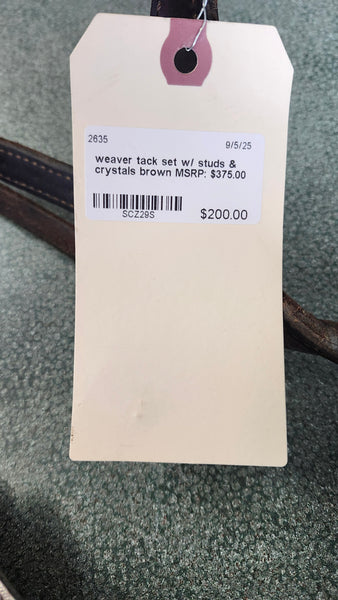 2635 9/5/25
weaver tack set w/ studs &
crystals brown MSRP: $375.00
SCZ29S $200.00